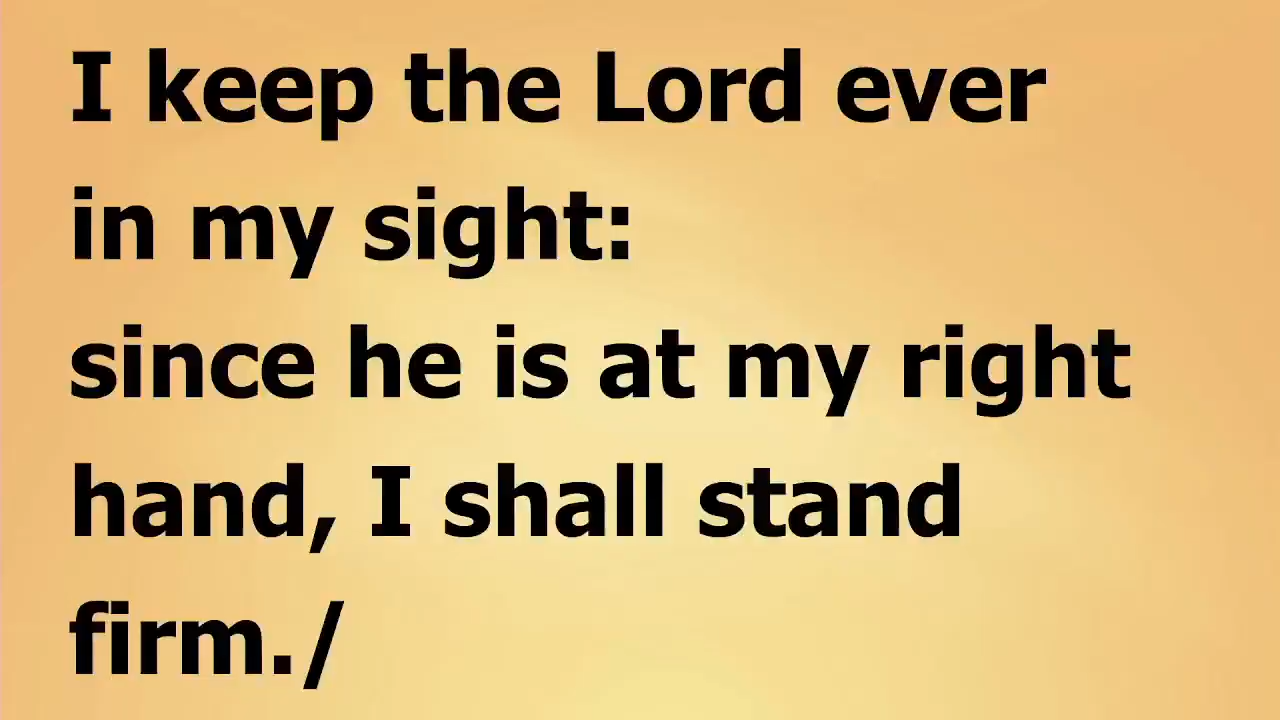 I keep the Lord ever
in my sight:
since he is at my right
hand, I shall stand
firm./